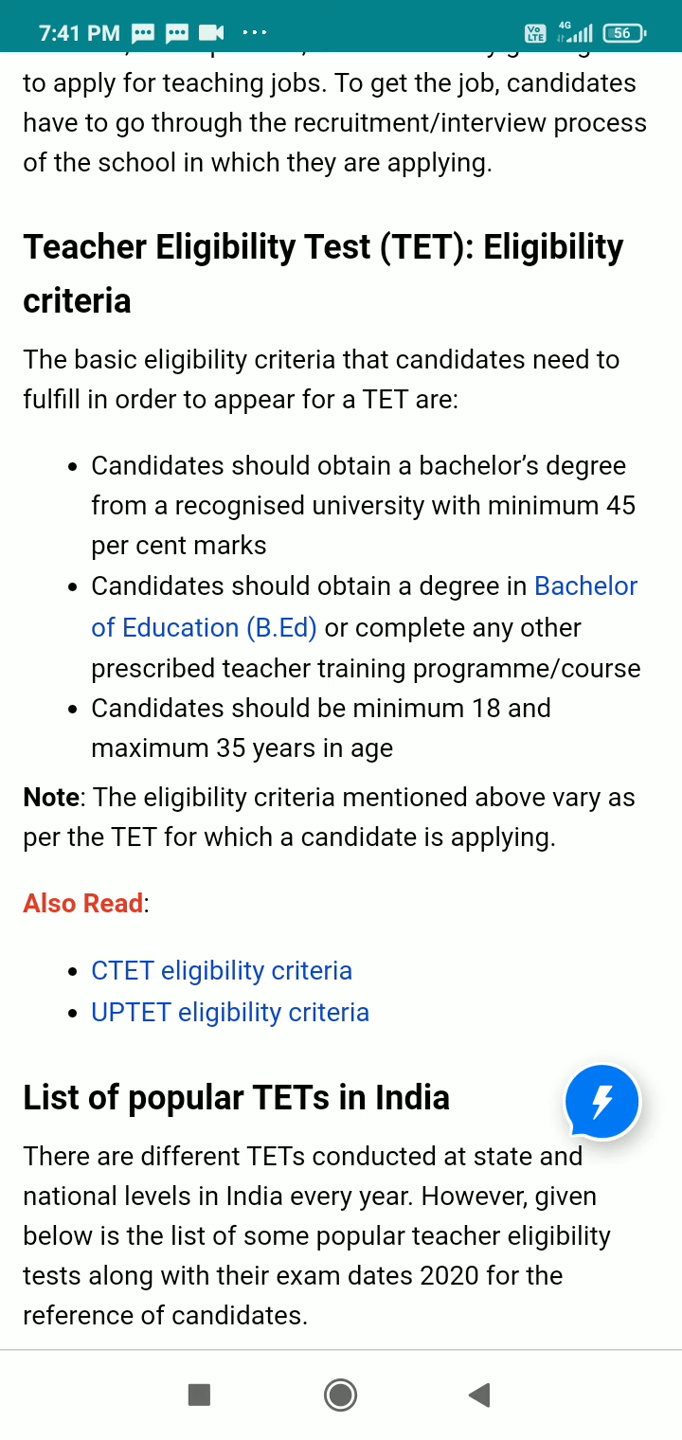 7:41 PM
Vo LTE 4G 56
to apply for teaching jobs. To get the job, candidates
have to go through the recruitment/interview process
of the school in which they are applying.
Teacher Eligibility Test (TET): Eligibility
criteria
The basic eligibility criteria that candidates need to
fulfill in order to appear for a TET are:
• Candidates should obtain a bachelor’s degree
from a recognised university with minimum 45
per cent marks
• Candidates should obtain a degree in Bachelor
of Education (B.Ed) or complete any other
prescribed teacher training programme/course
• Candidates should be minimum 18 and
maximum 35 years in age
Note: The eligibility criteria mentioned above vary as
per the TET for which a candidate is applying.
Also Read:
• CTET eligibility criteria
• UPTET eligibility criteria
List of popular TETs in India
There are different TETs conducted at state and
national levels in India every year. However, given
below is the list of some popular teacher eligibility
tests along with their exam dates 2020 for the
reference of candidates.